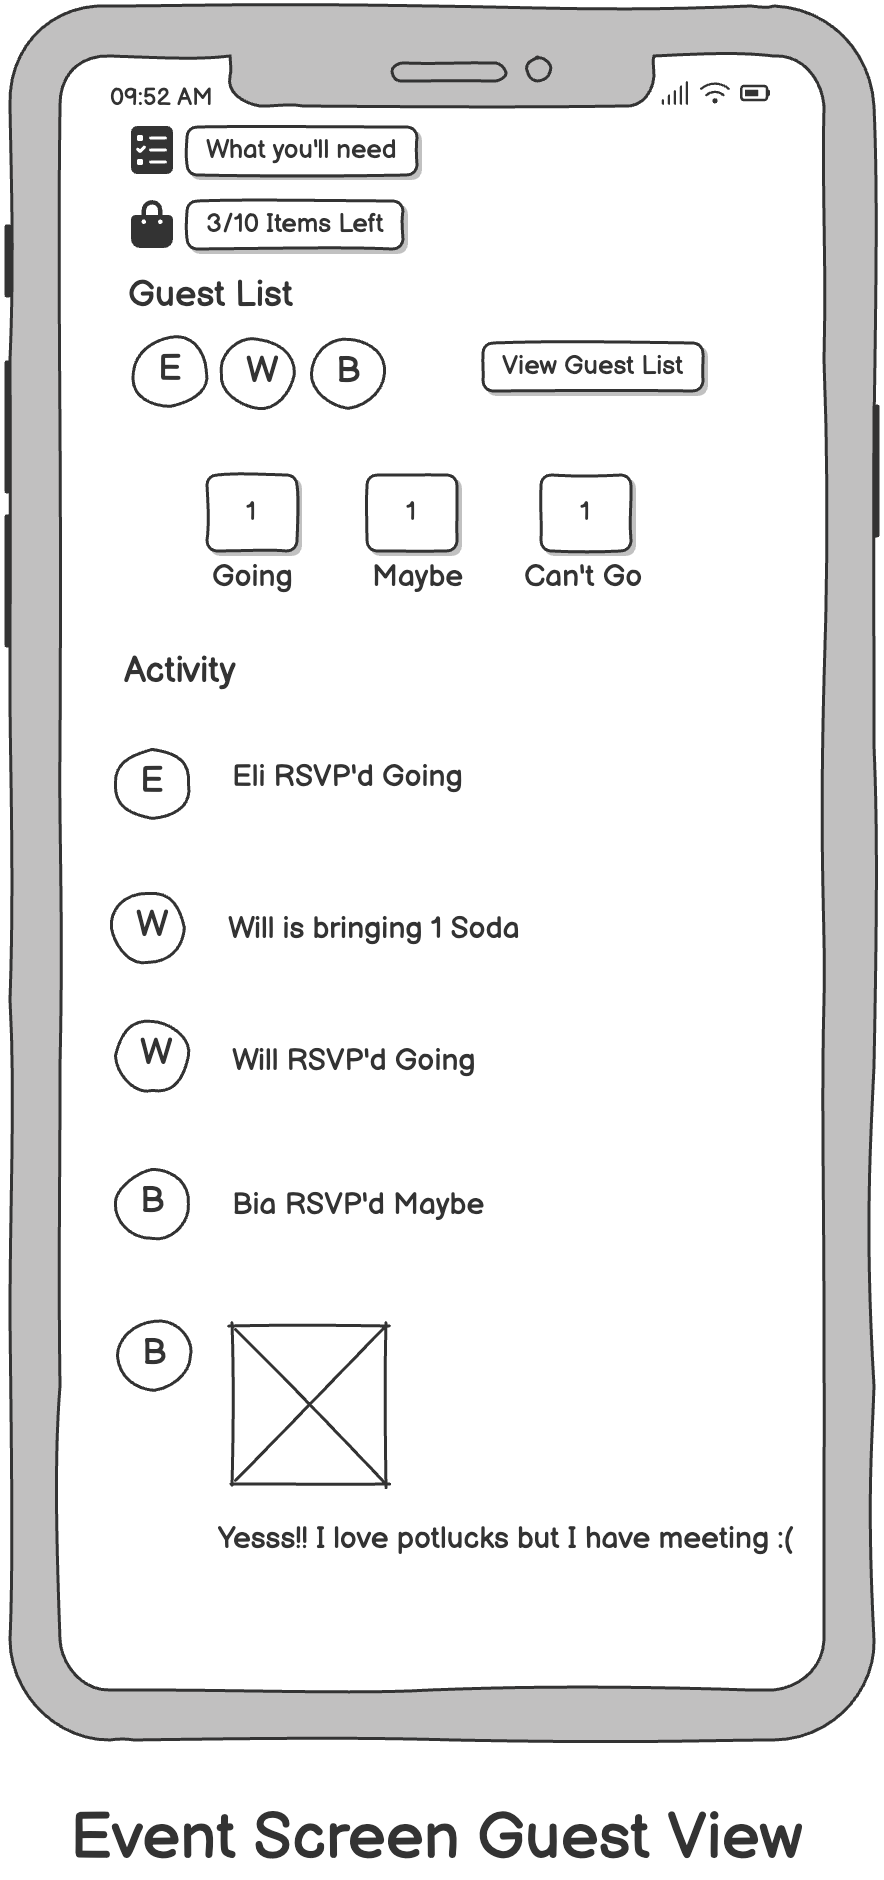 09:52 AM
What you'll need
3/10 Items Left
Guest List
E W B View Guest List
1 1 1
Going Maybe Can't Go
Activity
E Eli RSVP'd Going
W Will is bringing 1 Soda
W Will RSVP'd Going
B Bia RSVP'd Maybe
B
Yesss!! I love potlucks but I have meeting :(
Event Screen Guest View